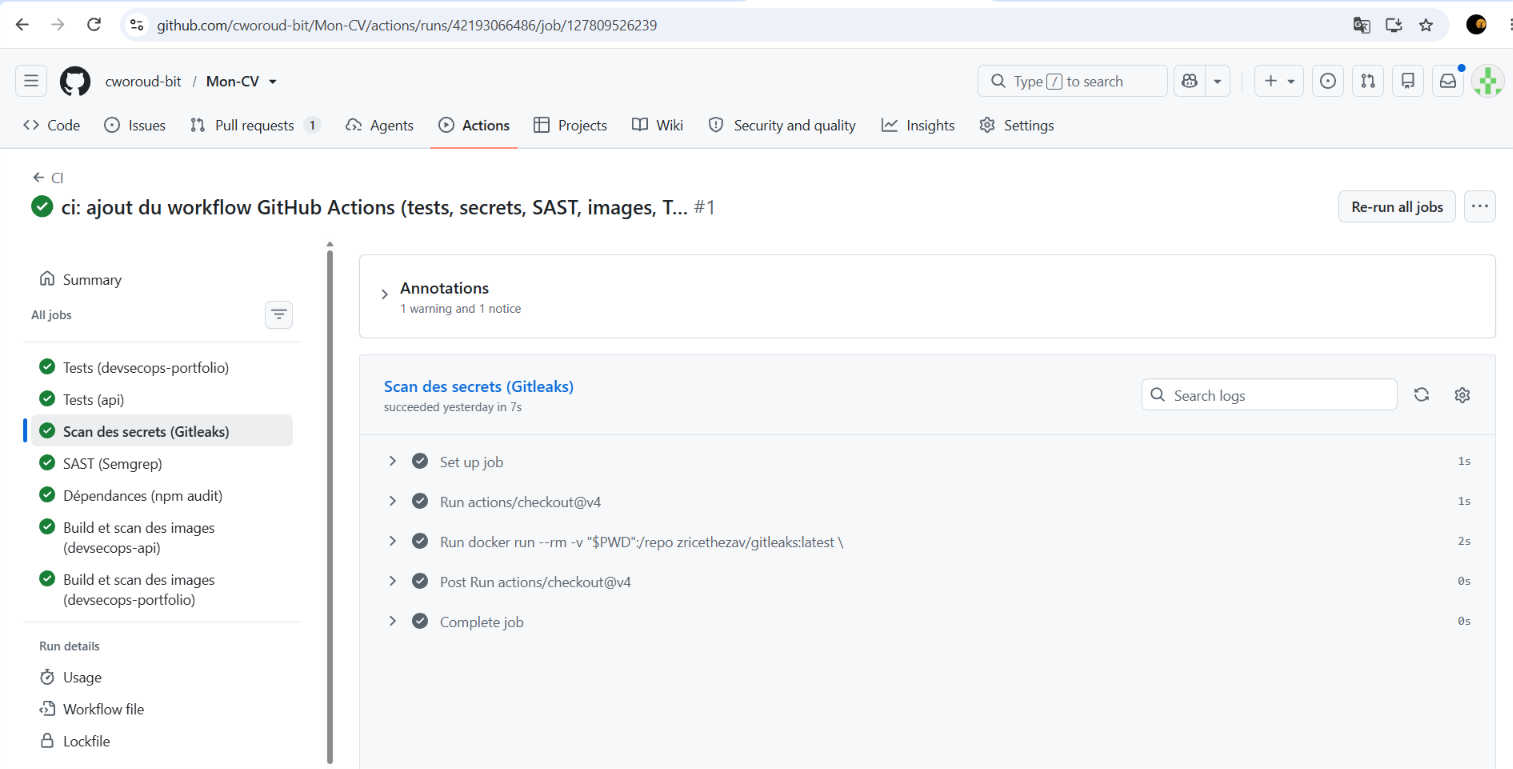 github.com/cworoud-bit/Mon-CV/actions/runs/42193066486/job/127809526239
cworoud-bit / Mon-CV
Type / to search
Code
Issues
Pull requests 1
Agents
Actions
Projects
Wiki
Security and quality
Insights
Settings
CI
ci: ajout du workflow GitHub Actions (tests, secrets, SAST, images, T... #1
Re-run all jobs
Summary
All jobs
Tests (devsecops-portfolio)
Tests (api)
Scan des secrets (Gitleaks)
SAST (Semgrep)
Dépendances (npm audit)
Build et scan des images
(devsecops-api)
Build et scan des images
(devsecops-portfolio)
Run details
Usage
Workflow file
Lockfile
Annotations
1 warning and 1 notice
Scan des secrets (Gitleaks)
succeeded yesterday in 7s
Search logs
Set up job 1s
Run actions/checkout@v4 1s
Run docker run --rm -v "$PWD":/repo zricethezav/gitleaks:latest \ 2s
Post Run actions/checkout@v4 0s
Complete job 0s